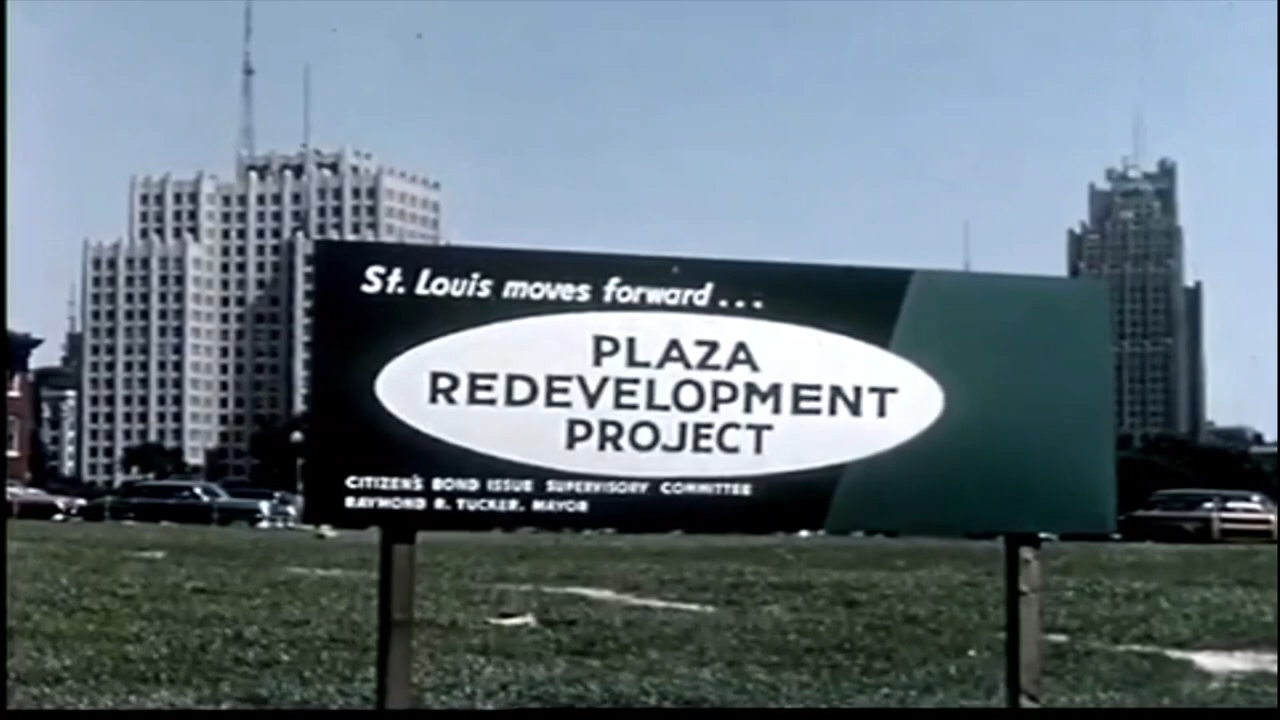 St. Louis moves forward...
PLAZA
REDEVELOPMENT
PROJECT
CITIZEN'S BOND ISSUE SUPERVISORY COMMITTEE
RAYMOND R. TUCKER, MAYOR